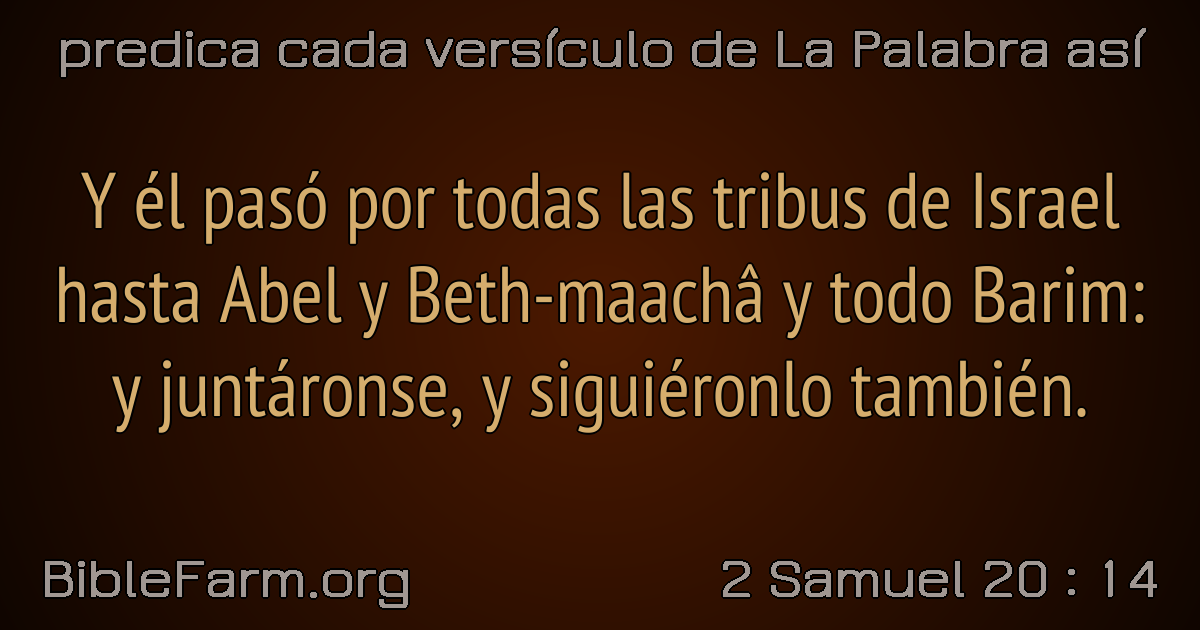 predica cada versículo de La Palabra así
Y él pasó por todas las tribus de Israel
hasta Abel y Beth-maachâ y todo Barim:
y juntáronse, y siguiéronlo también.
BibleFarm.org
2 Samuel 20 : 14